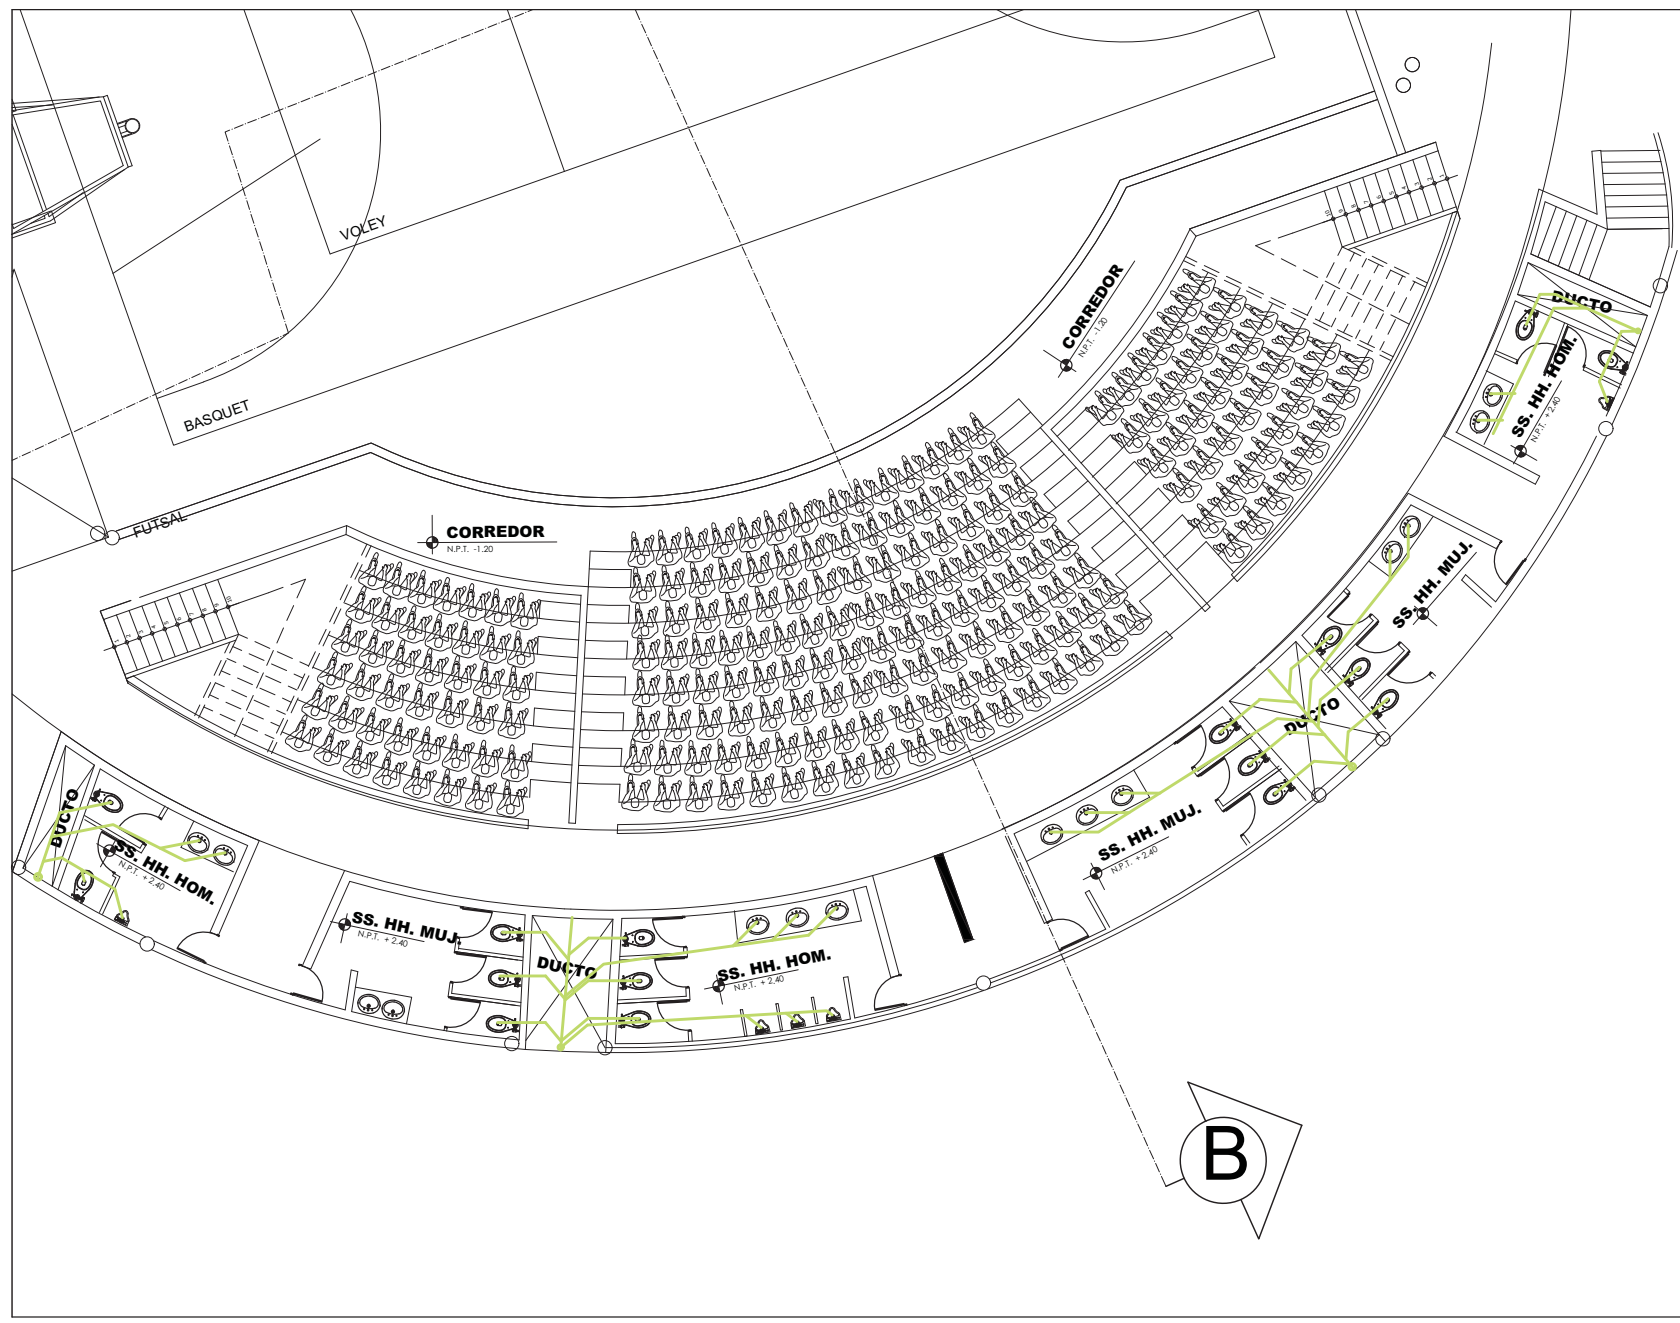 VOLEY
BASQUET
FUTSAL
CORREDOR
N.P.T. -1.20
CORREDOR
N.P.T. -1.20
DUCTO
SS. HH. HOM.
N.P.T. +2.40
SS. HH. MUJ.
DUCTO
SS. HH. MUJ.
N.P.T. +2.40
DUCTO
SS. HH. HOM.
N.P.T. +2.40
SS. HH. MUJ.
N.P.T. +2.40
DUCTO
SS. HH. HOM.
N.P.T. +2.40
B